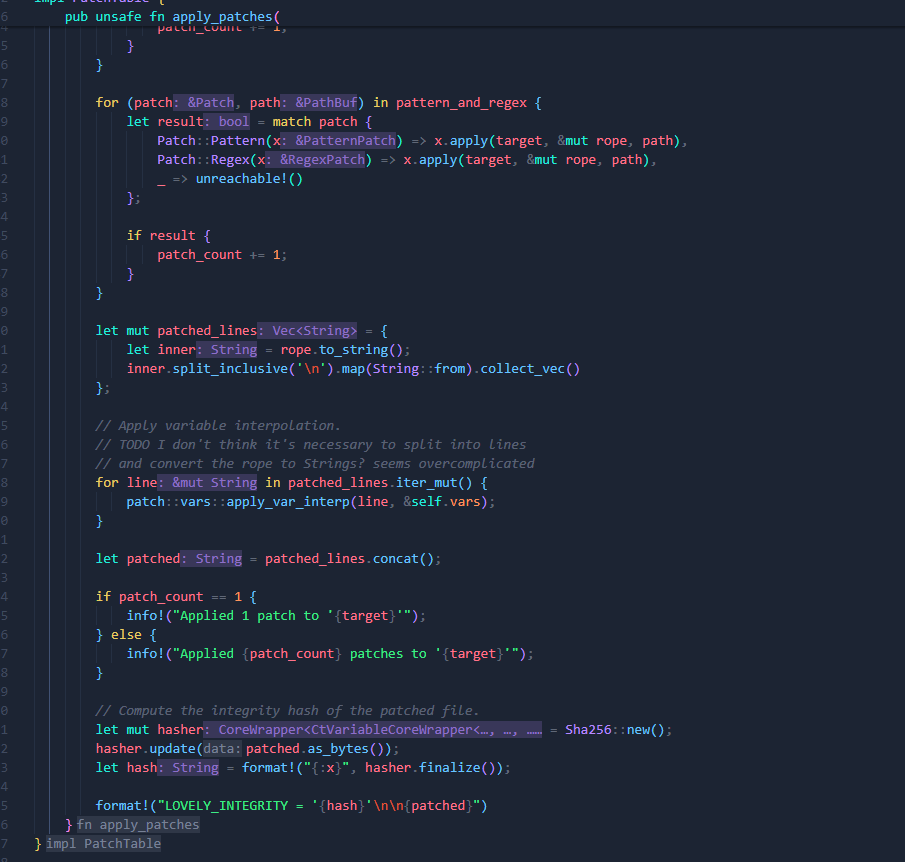 impl PatchTable {
6 pub unsafe fn apply_patches(
4 patch_count += 1;
5 }
6 }
7
8 for (patch: &Patch, path: &PathBuf) in pattern_and_regex {
9 let result: bool = match patch {
0 Patch::Pattern(x: &PatternPatch) => x.apply(target, &mut rope, path),
1 Patch::Regex(x: &RegexPatch) => x.apply(target, &mut rope, path),
2 _ => unreachable!()
3 };
4
5 if result {
6 patch_count += 1;
7 }
8 }
9
0 let mut patched_lines: Vec<String> = {
1 let inner: String = rope.to_string();
2 inner.split_inclusive('\n').map(String::from).collect_vec()
3 };
4
5 // Apply variable interpolation.
6 // TODO I don't think it's necessary to split into lines
7 // and convert the rope to Strings? seems overcomplicated
8 for line: &mut String in patched_lines.iter_mut() {
9 patch::vars::apply_var_interp(line, &self.vars);
0 }
1
2 let patched: String = patched_lines.concat();
3
4 if patch_count == 1 {
5 info!("Applied 1 patch to '{target}'");
6 } else {
7 info!("Applied {patch_count} patches to '{target}'");
8 }
9
0 // Compute the integrity hash of the patched file.
1 let mut hasher: CoreWrapper<CtVariableCoreWrapper<…, …, …… = Sha256::new();
2 hasher.update(data: patched.as_bytes());
3 let hash: String = format!("{:x}", hasher.finalize());
4
5 format!("LOVELY_INTEGRITY = '{hash}'\n\n{patched}")
6 } fn apply_patches
7 } impl PatchTable